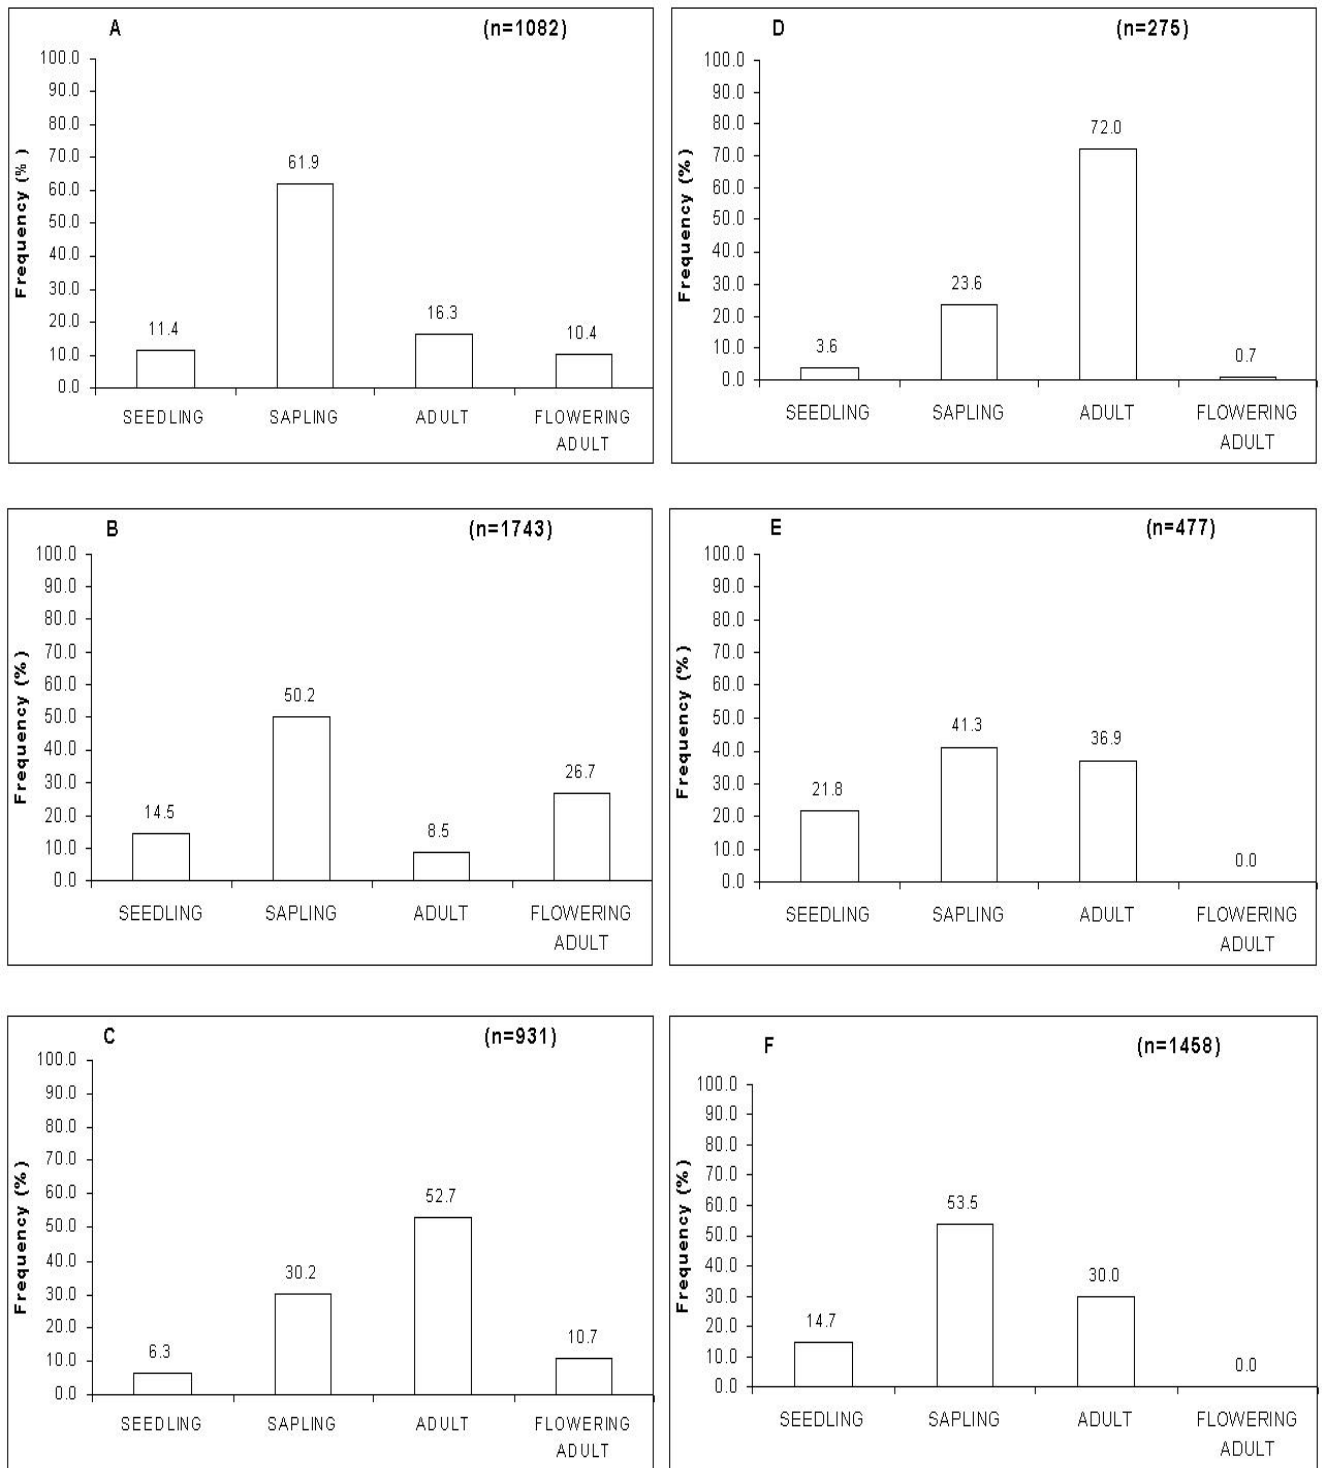 A
(n=1082)
100.0
90.0
80.0
70.0
60.0
50.0
40.0
30.0
20.0
10.0
0.0
Frequency (%)
11.4
61.9
16.3
10.4
SEEDLING
SAPLING
ADULT
FLOWERING
ADULT
D
(n=275)
100.0
90.0
80.0
70.0
60.0
50.0
40.0
30.0
20.0
10.0
0.0
Frequency (%)
3.6
23.6
72.0
0.7
SEEDLING
SAPLING
ADULT
FLOWERING
ADULT
B
(n=1743)
100.0
90.0
80.0
70.0
60.0
50.0
40.0
30.0
20.0
10.0
0.0
Frequency (%)
14.5
50.2
8.5
26.7
SEEDLING
SAPLING
ADULT
FLOWERING
ADULT
E
(n=477)
100.0
90.0
80.0
70.0
60.0
50.0
40.0
30.0
20.0
10.0
0.0
Frequency (%)
21.8
41.3
36.9
0.0
SEEDLING
SAPLING
ADULT
FLOWERING
ADULT
C
(n=931)
100.0
90.0
80.0
70.0
60.0
50.0
40.0
30.0
20.0
10.0
0.0
Frequency (%)
6.3
30.2
52.7
10.7
SEEDLING
SAPLING
ADULT
FLOWERING
ADULT
F
(n=1458)
100.0
90.0
80.0
70.0
60.0
50.0
40.0
30.0
20.0
10.0
0.0
Frequency (%)
14.7
53.5
30.0
0.0
SEEDLING
SAPLING
ADULT
FLOWERING
ADULT